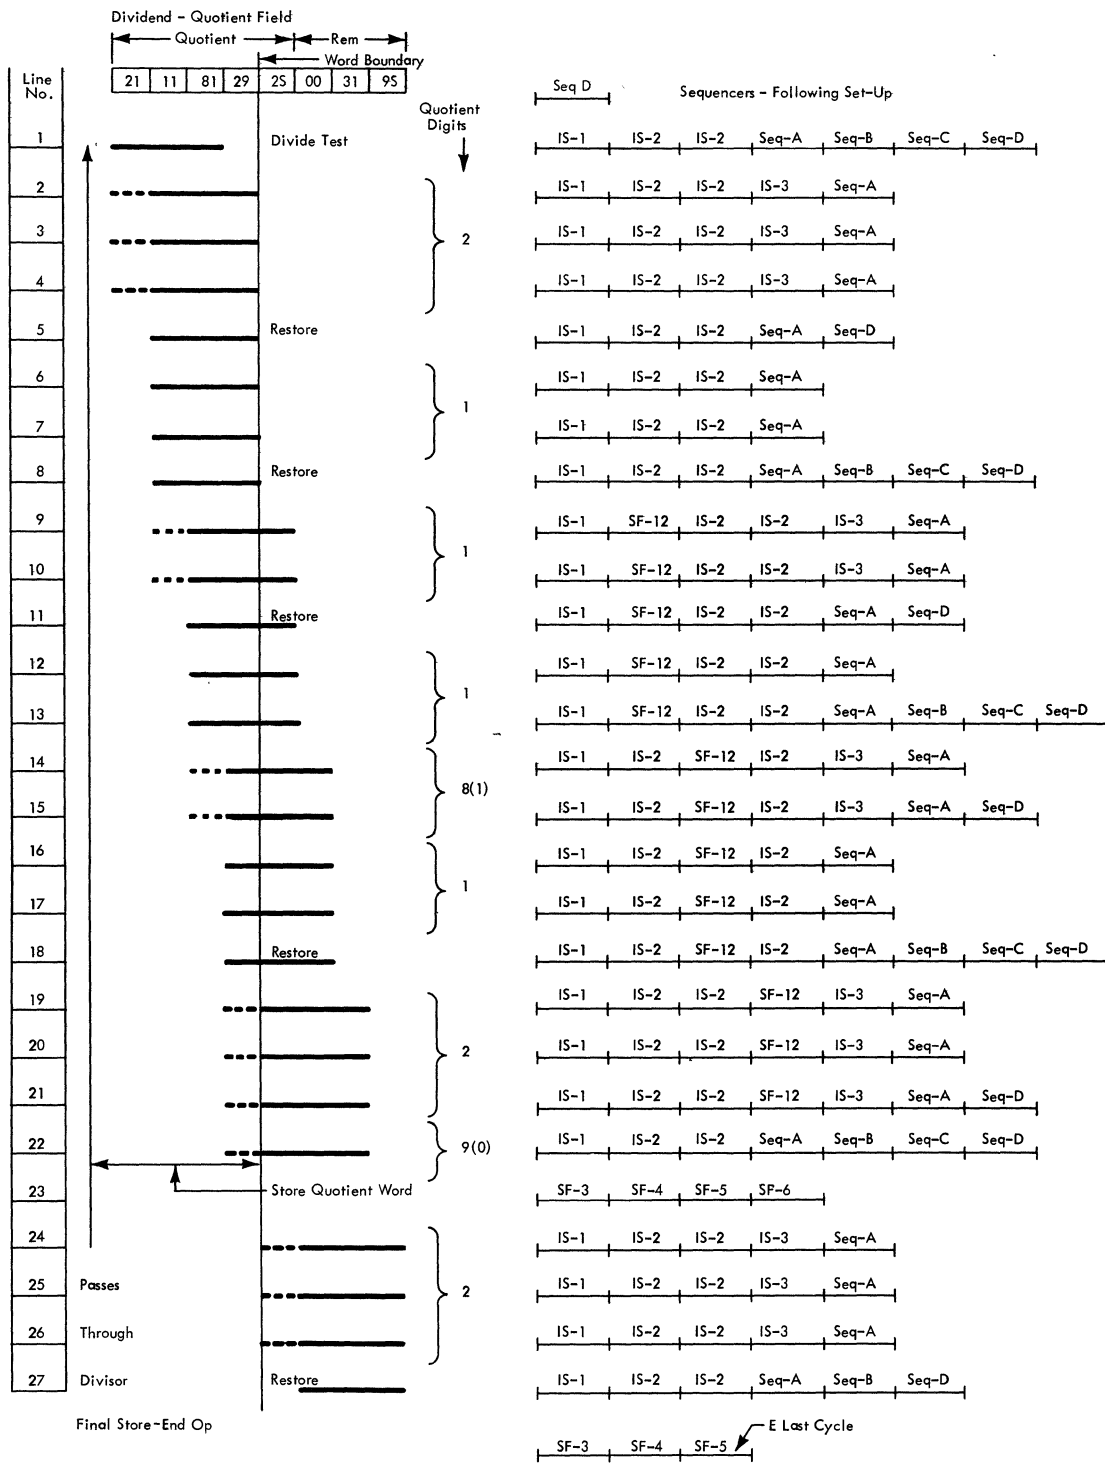 Dividend - Quotient Field
Quotient Rem
Word Boundary
Line No. 21 11 81 29 2S 00 31 9S Quotient Digits Seq D Sequencers - Following Set-Up
1 Divide Test IS-1 IS-2 IS-2 Seq-A Seq-B Seq-C Seq-D
2 IS-1 IS-2 IS-2 IS-3 Seq-A
3 2 IS-1 IS-2 IS-2 IS-3 Seq-A
4 IS-1 IS-2 IS-2 IS-3 Seq-A
5 Restore IS-1 IS-2 IS-2 Seq-A Seq-D
6 IS-1 IS-2 IS-2 Seq-A
1
7 IS-1 IS-2 IS-2 Seq-A
8 Restore IS-1 IS-2 IS-2 Seq-A Seq-B Seq-C Seq-D
9 IS-1 SF-12 IS-2 IS-2 IS-3 Seq-A
1
10 IS-1 SF-12 IS-2 IS-2 IS-3 Seq-A
11 Restore IS-1 SF-12 IS-2 IS-2 Seq-A Seq-D
12 IS-1 SF-12 IS-2 IS-2 Seq-A
1
13 IS-1 SF-12 IS-2 IS-2 Seq-A Seq-B Seq-C Seq-D
14 IS-1 IS-2 SF-12 IS-2 IS-3 Seq-A
8(1)
15 IS-1 IS-2 SF-12 IS-2 IS-3 Seq-A Seq-D
16 IS-1 IS-2 SF-12 IS-2 Seq-A
1
17 IS-1 IS-2 SF-12 IS-2 Seq-A
18 Restore IS-1 IS-2 SF-12 IS-2 Seq-A Seq-B Seq-C Seq-D
19 IS-1 IS-2 IS-2 SF-12 IS-3 Seq-A
20 2 IS-1 IS-2 IS-2 SF-12 IS-3 Seq-A
21 IS-1 IS-2 IS-2 SF-12 IS-3 Seq-A Seq-D
22 9(0) IS-1 IS-2 IS-2 Seq-A Seq-B Seq-C Seq-D
Store Quotient Word
23 SF-3 SF-4 SF-5 SF-6
24 IS-1 IS-2 IS-2 IS-3 Seq-A
25 Passes 2 IS-1 IS-2 IS-2 IS-3 Seq-A
26 Through IS-1 IS-2 IS-2 IS-3 Seq-A
27 Divisor Restore IS-1 IS-2 IS-2 Seq-A Seq-B Seq-D
Final Store-End Op E Last Cycle
SF-3 SF-4 SF-5